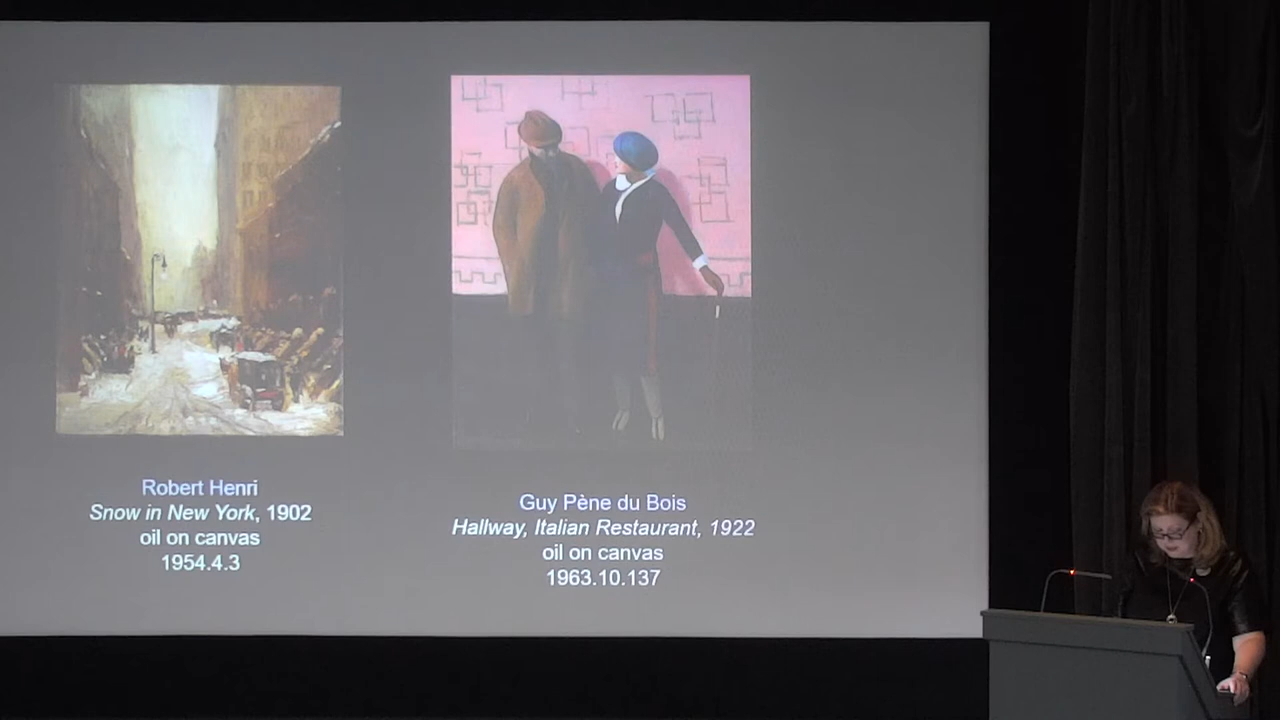 Robert Henri
Snow in New York, 1902
oil on canvas
1954.4.3
Guy Pène du Bois
Hallway, Italian Restaurant, 1922
oil on canvas
1963.10.137